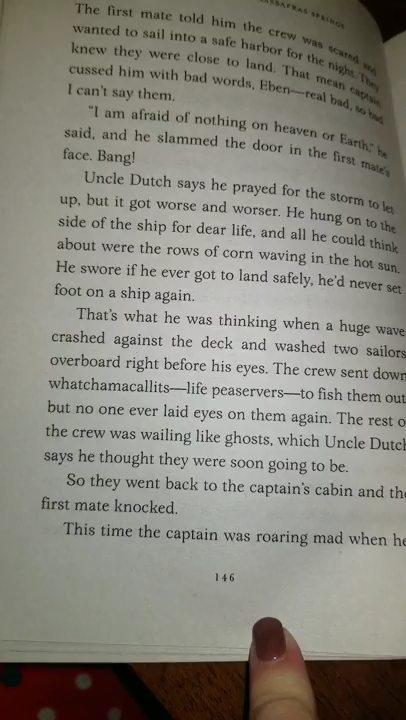 SASSAFRAS SPRINGS
The first mate told him the crew was scared and
wanted to sail into a safe harbor for the night. They
knew they were close to land. That mean captain
cussed him with bad words, Eben—real bad, so bad
I can't say them.
"I am afraid of nothing on heaven or Earth," he
said, and he slammed the door in the first mate's
face. Bang!
Uncle Dutch says he prayed for the storm to let
up, but it got worse and worser. He hung on to the
side of the ship for dear life, and all he could think
about were the rows of corn waving in the hot sun.
He swore if he ever got to land safely, he'd never set
foot on a ship again.
That's what he was thinking when a huge wave
crashed against the deck and washed two sailors
overboard right before his eyes. The crew sent down
whatchamacallits—life peaservers—to fish them out
but no one ever laid eyes on them again. The rest o
the crew was wailing like ghosts, which Uncle Dutch
says he thought they were soon going to be.
So they went back to the captain's cabin and the
first mate knocked.
This time the captain was roaring mad when he
146